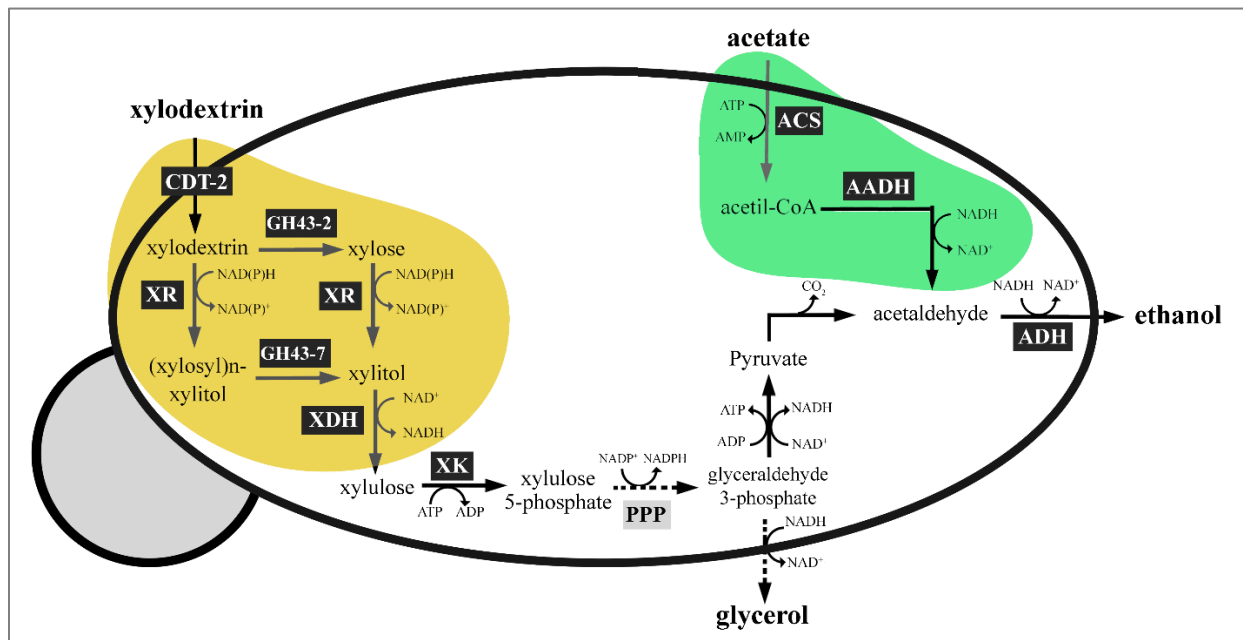 acetate
xylodextrin
ATP
ACS
AMP
CDT-2
AADH
acetil-CoA
GH43-2
NADH
xylodextrin
xylose
NAD⁺
NAD(P)H
NAD(P)H
XR
XR
CO₂
NADH
NAD⁺
NAD(P)⁺
NAD(P)⁺
acetaldehyde
ethanol
ADH
GH43-7
(xylosyl)n-
xylitol
xylitol
Pyruvate
NAD⁺
XDH
ATP
NADH
NADH
ADP
NAD⁺
XK
NADP⁺
NADPH
xylulose
xylulose
5-phosphate
glyceraldehyde
3-phosphate
ATP
ADP
PPP
NADH
NAD⁺
glycerol